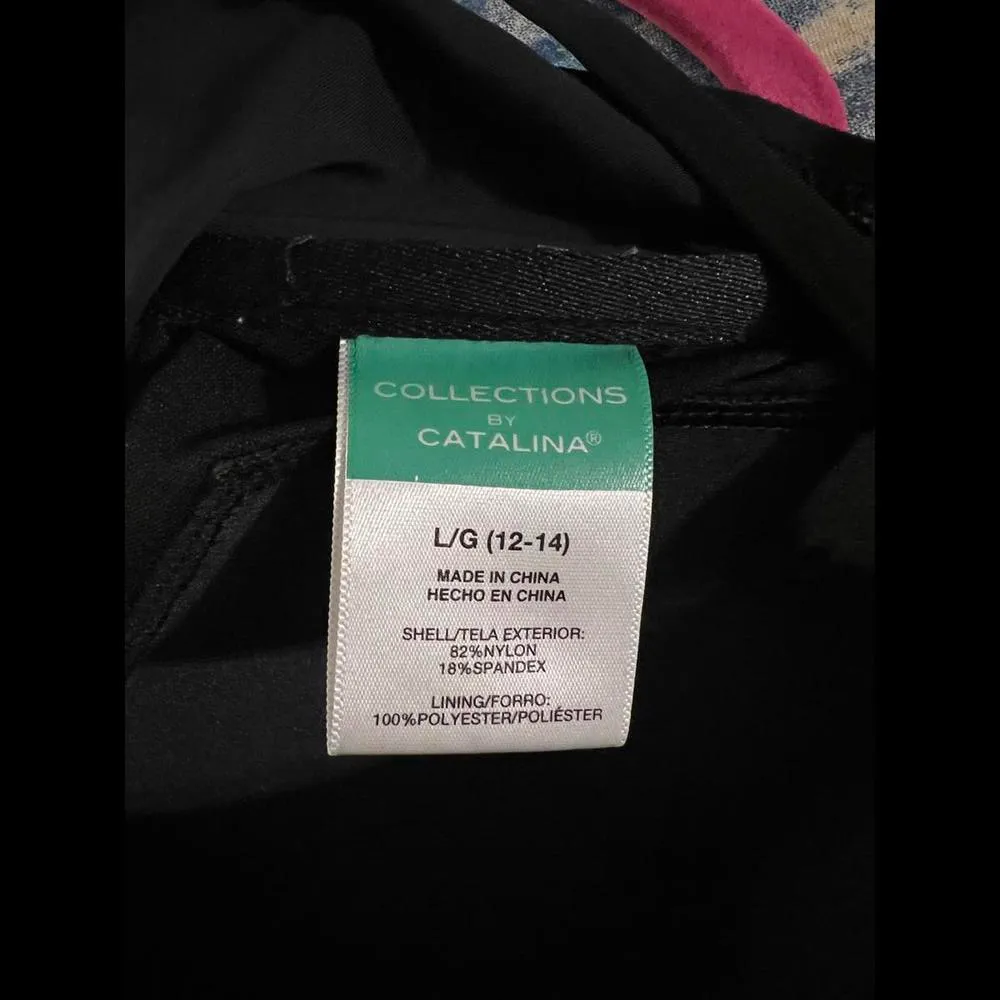 COLLECTIONS
BY
CATALINA®
L/G (12-14)
MADE IN CHINA
HECHO EN CHINA
SHELL/TELA EXTERIOR:
82%NYLON
18%SPANDEX
LINING/FORRO:
100%POLYESTER/POLIÉSTER